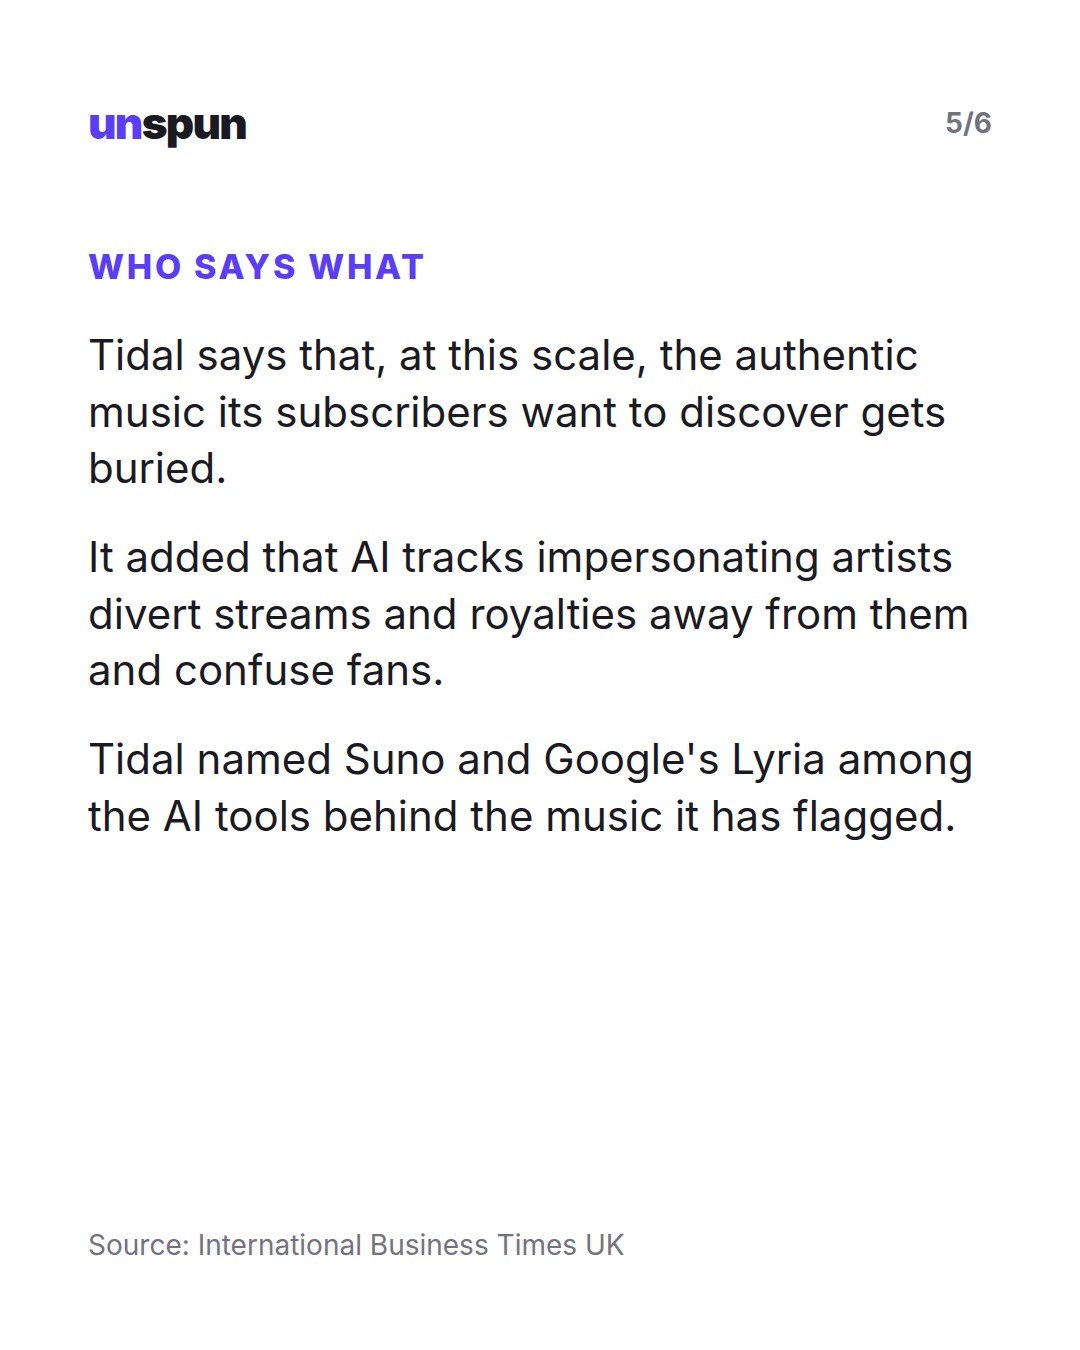 unspun
5/6
WHO SAYS WHAT
Tidal says that, at this scale, the authentic
music its subscribers want to discover gets
buried.
It added that AI tracks impersonating artists
divert streams and royalties away from them
and confuse fans.
Tidal named Suno and Google's Lyria among
the AI tools behind the music it has flagged.
Source: International Business Times UK